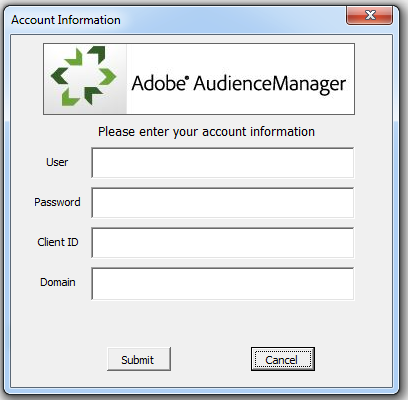 Account Information
Adobe® AudienceManager
Please enter your account information
User
Password
Client ID
Domain
Submit
Cancel